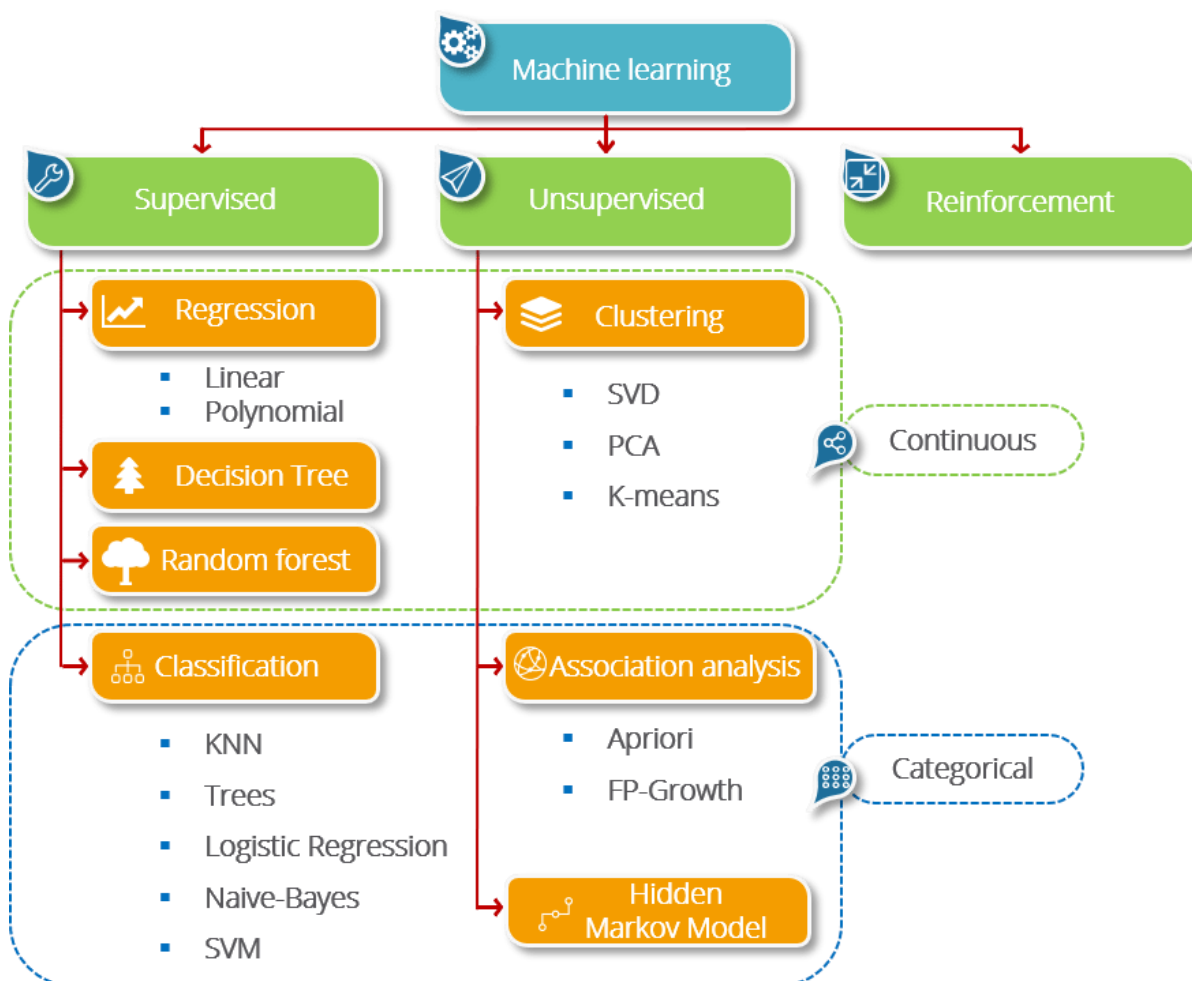 Machine learning
Supervised
Unsupervised
Reinforcement
Regression
Linear
Polynomial
Decision Tree
Random forest
Clustering
SVD
PCA
K-means
Continuous
Classification
KNN
Trees
Logistic Regression
Naive-Bayes
SVM
Association analysis
Apriori
FP-Growth
Hidden
Markov Model
Categorical